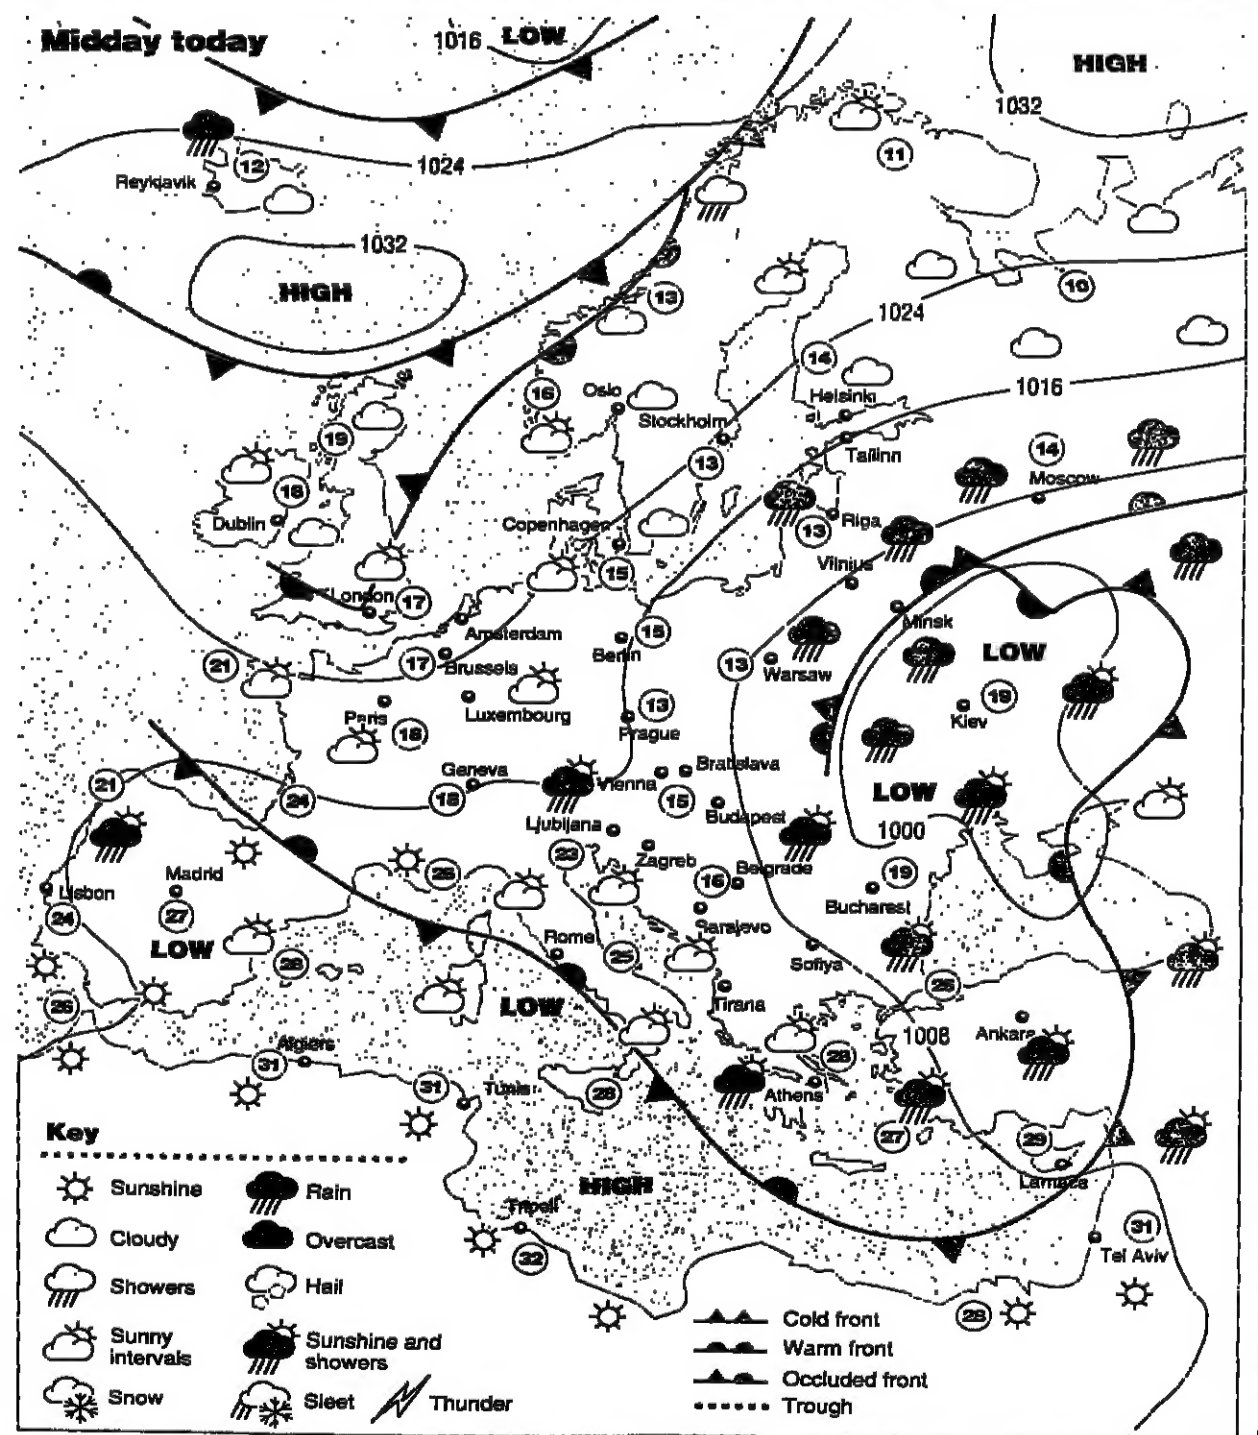 Midday today
1016
LOW
HIGH
1032
1024
11
12
Reykjavik
1032
HIGH
13
10
1024
14
16
Oslo
Helsinki
1016
Stockholm
19
Tallinn
14
13
Moscow
18
Dublin
Copenhagen
Riga
13
15
Vilnius
London
17
Minsk
Amsterdam
15
Berlin
LOW
21
17
Brussels
13
Warsaw
19
Kiev
Luxembourg
13
Paris
18
Prague
Geneva
Vienna
Bratislava
21
24
18
15
LOW
Budapest
1000
Ljubljana
23
Zagreb
Madrid
26
Belgrade
19
Lisbon
16
Bucharest
24
27
Sarajevo
LOW
Rome
28
25
Sofiya
26
Tirana
25
LOW
1008
Ankara
Algiers
31
28
31
Tunis
28
Athens
27
29
Larnaca
HIGH
Tripoli
32
31
Tel Aviv
28
Key
Sunshine
Rain
Cloudy
Overcast
Showers
Hail
Sunny
intervals
Sunshine and
showers
Snow
Sleet
Thunder
Cold front
Warm front
Occluded front
Trough